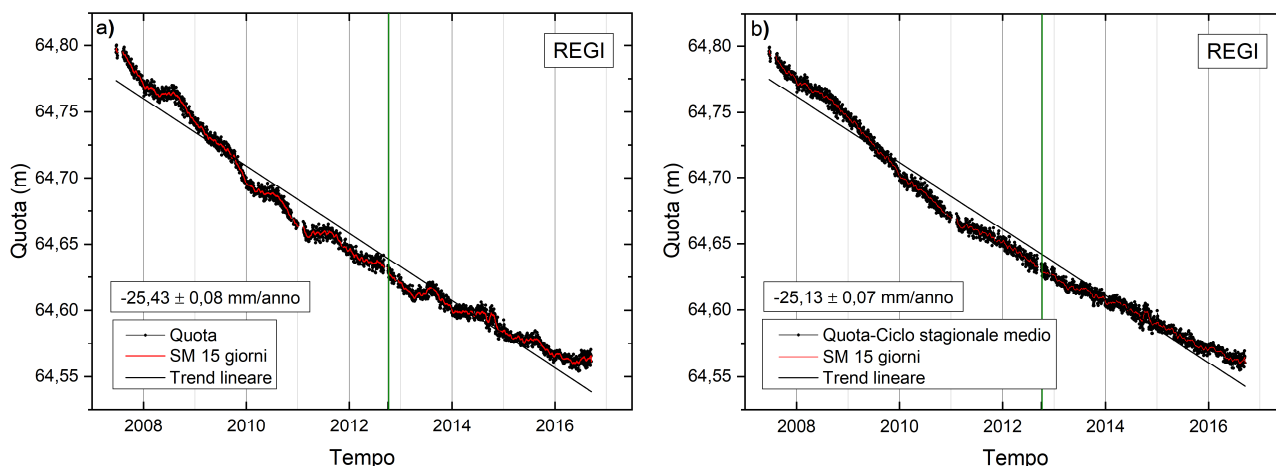 a)
REGI
64,80
64,75
64,70
64,65
64,60
64,55
Quota (m)
-25,43 ± 0,08 mm/anno
Quota
SM 15 giorni
Trend lineare
2008 2010 2012 2014 2016
Tempo
b)
REGI
64,80
64,75
64,70
64,65
64,60
64,55
Quota (m)
-25,13 ± 0,07 mm/anno
Quota-Ciclo stagionale medio
SM 15 giorni
Trend lineare
2008 2010 2012 2014 2016
Tempo